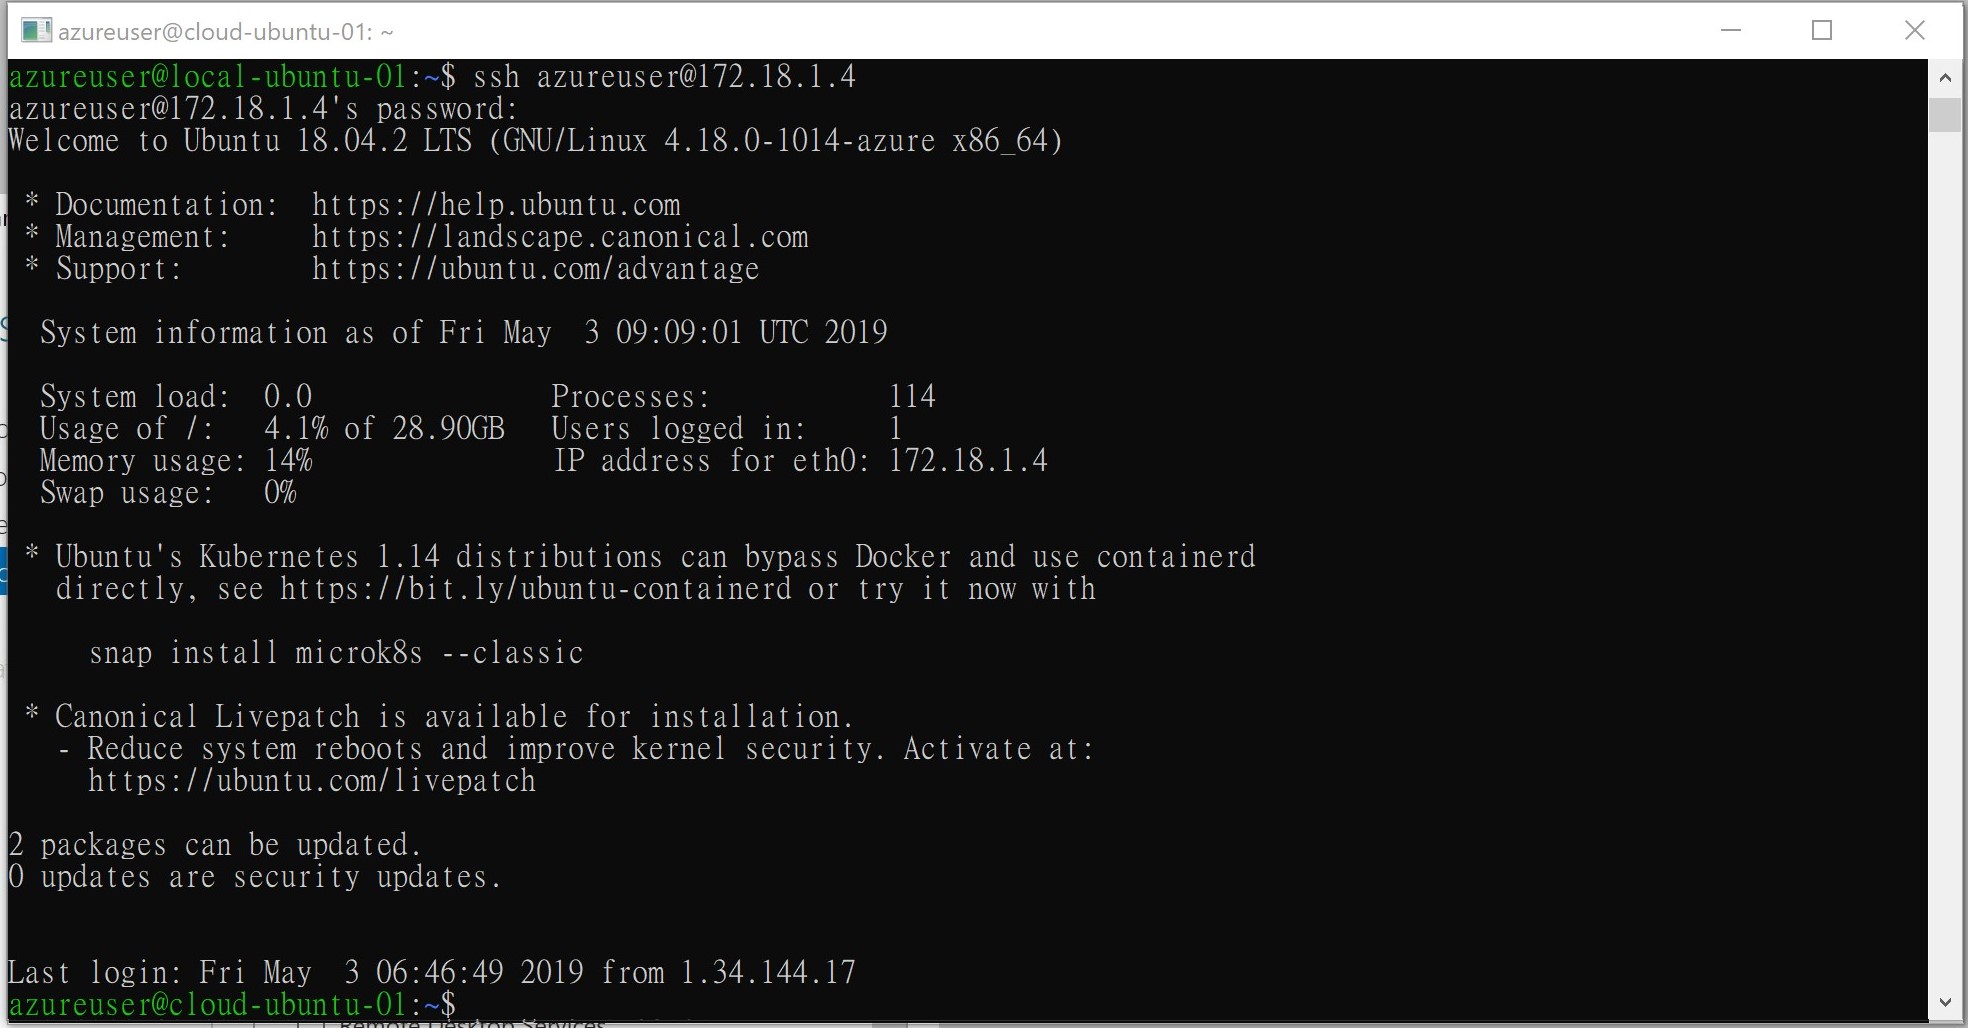 azureuser@cloud-ubuntu-01: ~
azureuser@local-ubuntu-01:~$ ssh azureuser@172.18.1.4
azureuser@172.18.1.4's password:
Welcome to Ubuntu 18.04.2 LTS (GNU/Linux 4.18.0-1014-azure x86_64)

 * Documentation:  https://help.ubuntu.com
 * Management:     https://landscape.canonical.com
 * Support:        https://ubuntu.com/advantage

  System information as of Fri May  3 09:09:01 UTC 2019

  System load:  0.0               Processes:           114
  Usage of /:   4.1% of 28.90GB   Users logged in:     1
  Memory usage: 14%               IP address for eth0: 172.18.1.4
  Swap usage:   0%

 * Ubuntu's Kubernetes 1.14 distributions can bypass Docker and use containerd
   directly, see https://bit.ly/ubuntu-containerd or try it now with

     snap install microk8s --classic

 * Canonical Livepatch is available for installation.
   - Reduce system reboots and improve kernel security. Activate at:
     https://ubuntu.com/livepatch

2 packages can be updated.
0 updates are security updates.

Last login: Fri May  3 06:46:49 2019 from 1.34.144.17
azureuser@cloud-ubuntu-01:~$
Remote Desktop Services